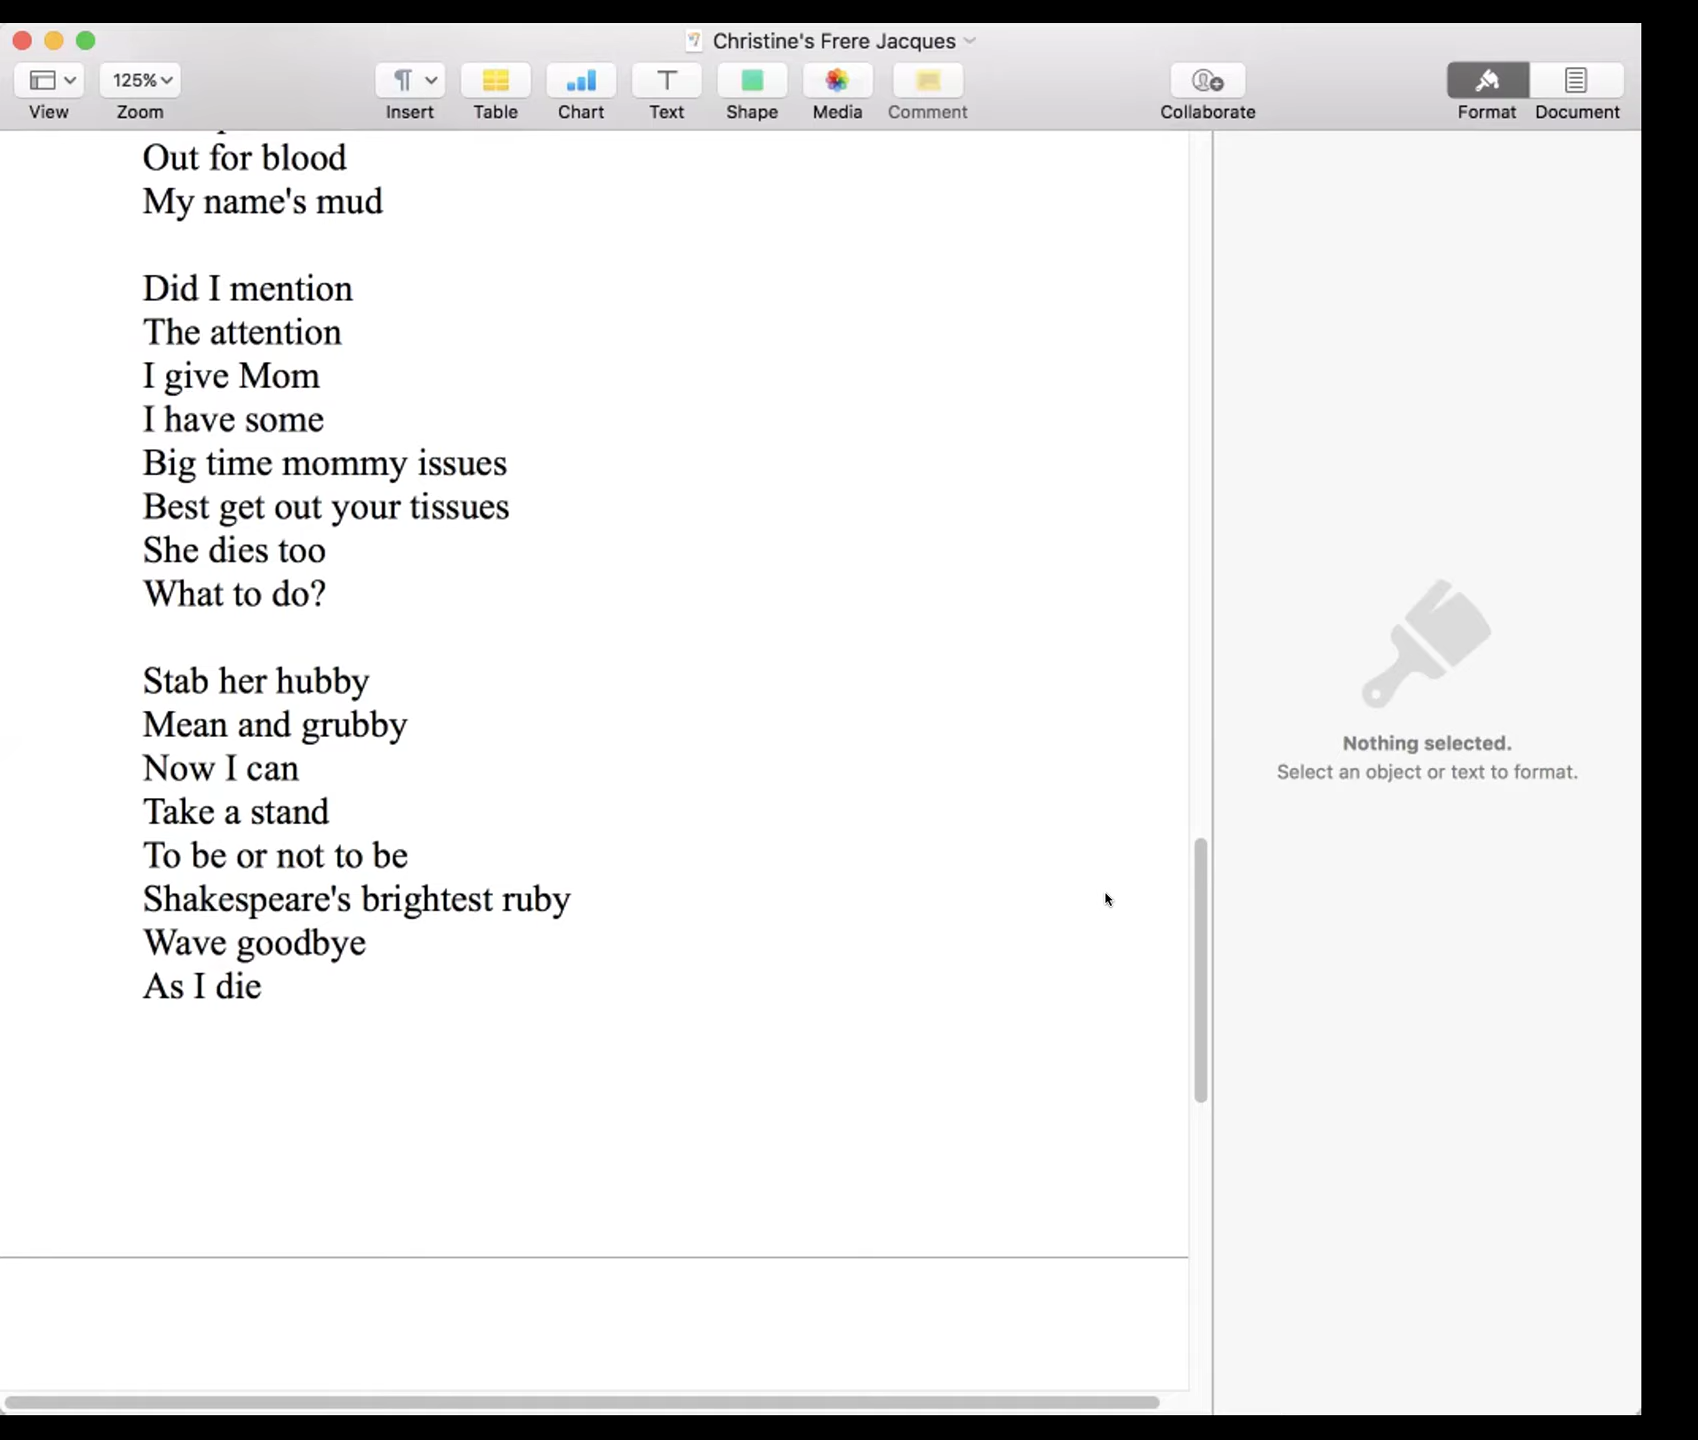 Christine's Frere Jacques
125%
View
Zoom
Insert
Table
Chart
Text
Shape
Media
Comment
Collaborate
Format
Document
Out for blood
My name's mud
Did I mention
The attention
I give Mom
I have some
Big time mommy issues
Best get out your tissues
She dies too
What to do?
Stab her hubby
Mean and grubby
Now I can
Take a stand
To be or not to be
Shakespeare's brightest ruby
Wave goodbye
As I die
Nothing selected.
Select an object or text to format.